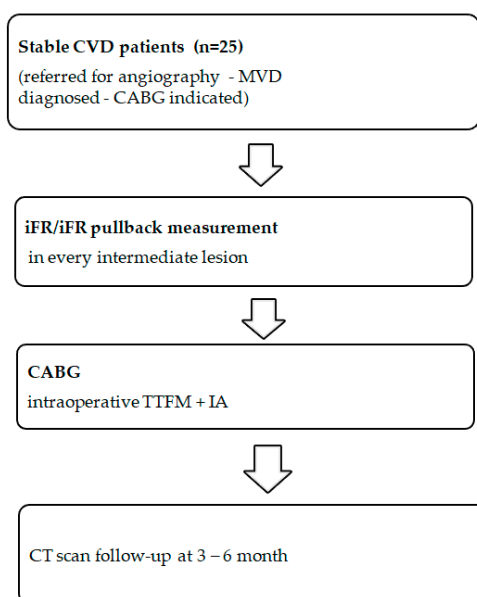 Stable CVD patients (n=25)
(referred for angiography - MVD
diagnosed - CABG indicated)
iFR/iFR pullback measurement
in every intermediate lesion
CABG
intraoperative TTFM + IA
CT scan follow-up at 3 – 6 month